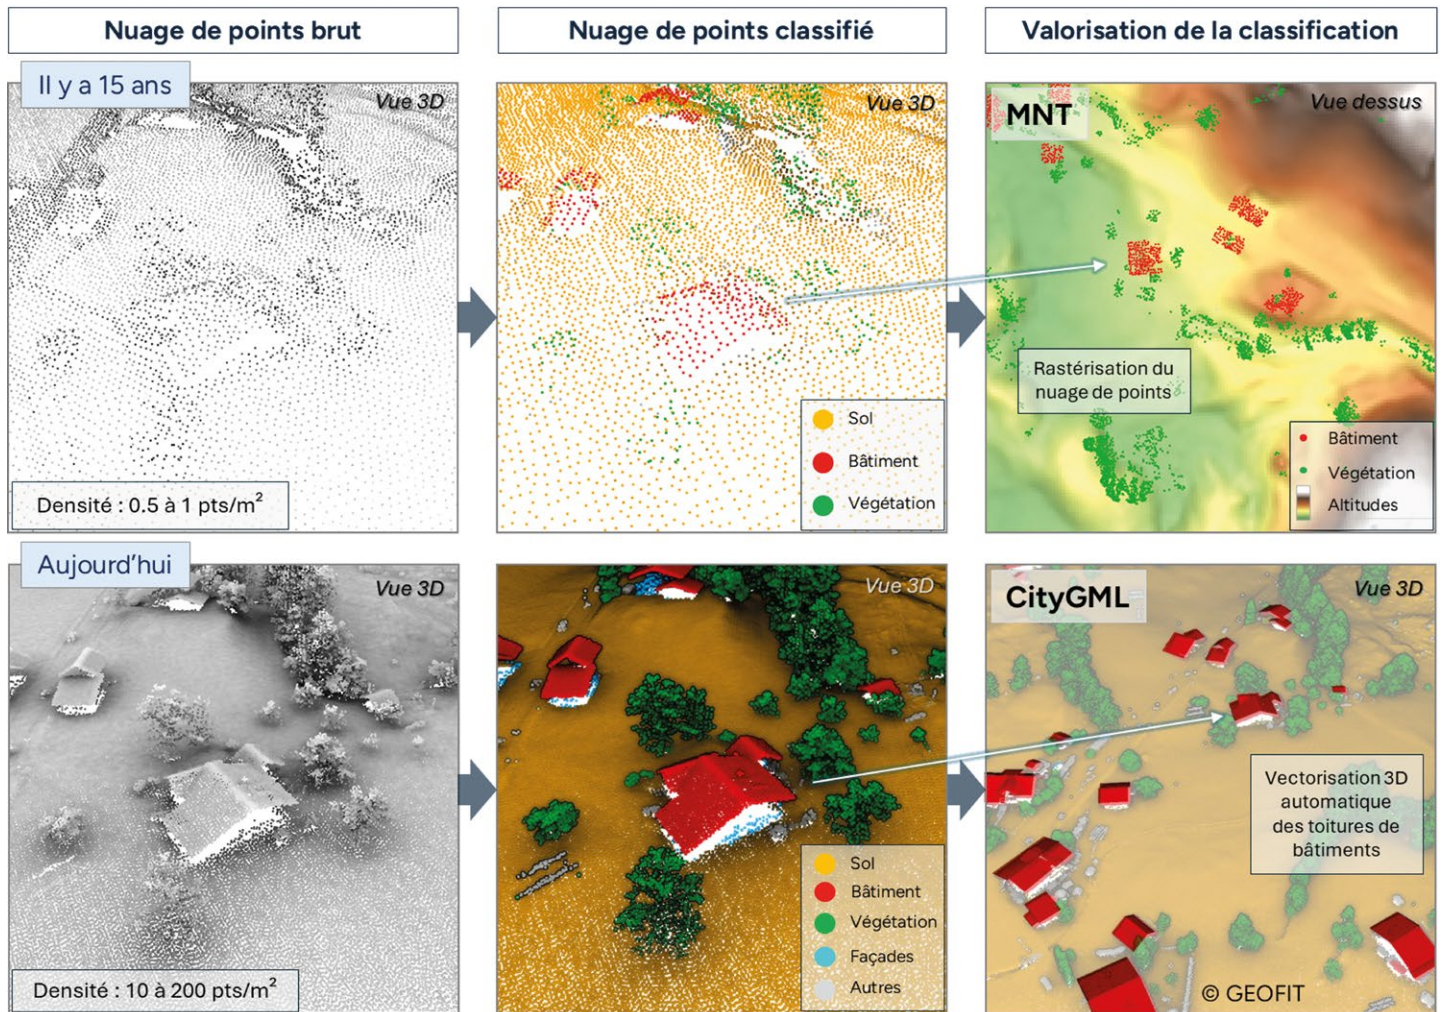 Nuage de points brut
Nuage de points classifié
Valorisation de la classification
Il y a 15 ans
Vue 3D
Densité : 0.5 à 1 pts/m²
Vue 3D
Sol
Bâtiment
Végétation
MNT
Vue dessus
Rastérisation du
nuage de points
Bâtiment
Végétation
Altitudes
Aujourd'hui
Vue 3D
Densité : 10 à 200 pts/m²
Vue 3D
Sol
Bâtiment
Végétation
Façades
Autres
CityGML
Vue 3D
Vectorisation 3D
automatique
des toitures de
bâtiments
© GEOFIT